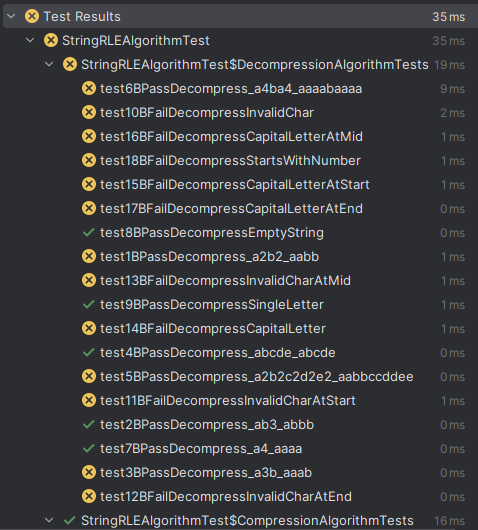 Test Results 35 ms
StringRLEAlgorithmTest 35 ms
StringRLEAlgorithmTest$DecompressionAlgorithmTests 19 ms
test6BPassDecompress_a4ba4_aaaabaaaa 9 ms
test10BFailDecompressInvalidChar 2 ms
test16BFailDecompressCapitalLetterAtMid 1 ms
test18BFailDecompressStartsWithNumber 1 ms
test15BFailDecompressCapitalLetterAtStart 1 ms
test17BFailDecompressCapitalLetterAtEnd 0 ms
test8BPassDecompressEmptyString 0 ms
test1BPassDecompress_a2b2_aabb 1 ms
test13BFailDecompressInvalidCharAtMid 1 ms
test9BPassDecompressSingleLetter 1 ms
test14BFailDecompressCapitalLetter 1 ms
test4BPassDecompress_abcde_abcde 0 ms
test5BPassDecompress_a2b2c2d2e2_aabbccddee 0 ms
test11BFailDecompressInvalidCharAtStart 1 ms
test2BPassDecompress_ab3_abbb 0 ms
test7BPassDecompress_a4_aaaa 0 ms
test3BPassDecompress_a3b_aaab 0 ms
test12BFailDecompressInvalidCharAtEnd 0 ms
StringRLEAlgorithmTest$CompressionAlgorithmTests 16 ms